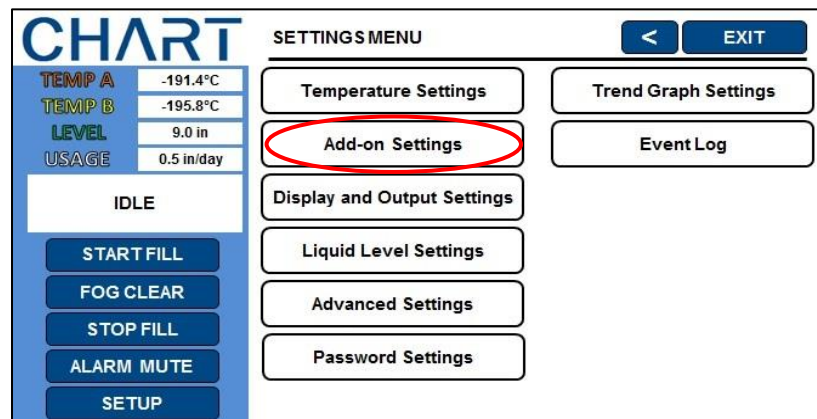 CHART
SETTINGS MENU
<
EXIT
TEMP A
-191.4°C
TEMP B
-195.8°C
LEVEL
9.0 in
USAGE
0.5 in/day
IDLE
START FILL
FOG CLEAR
STOP FILL
ALARM MUTE
SETUP
Temperature Settings
Add-on Settings
Display and Output Settings
Liquid Level Settings
Advanced Settings
Password Settings
Trend Graph Settings
Event Log